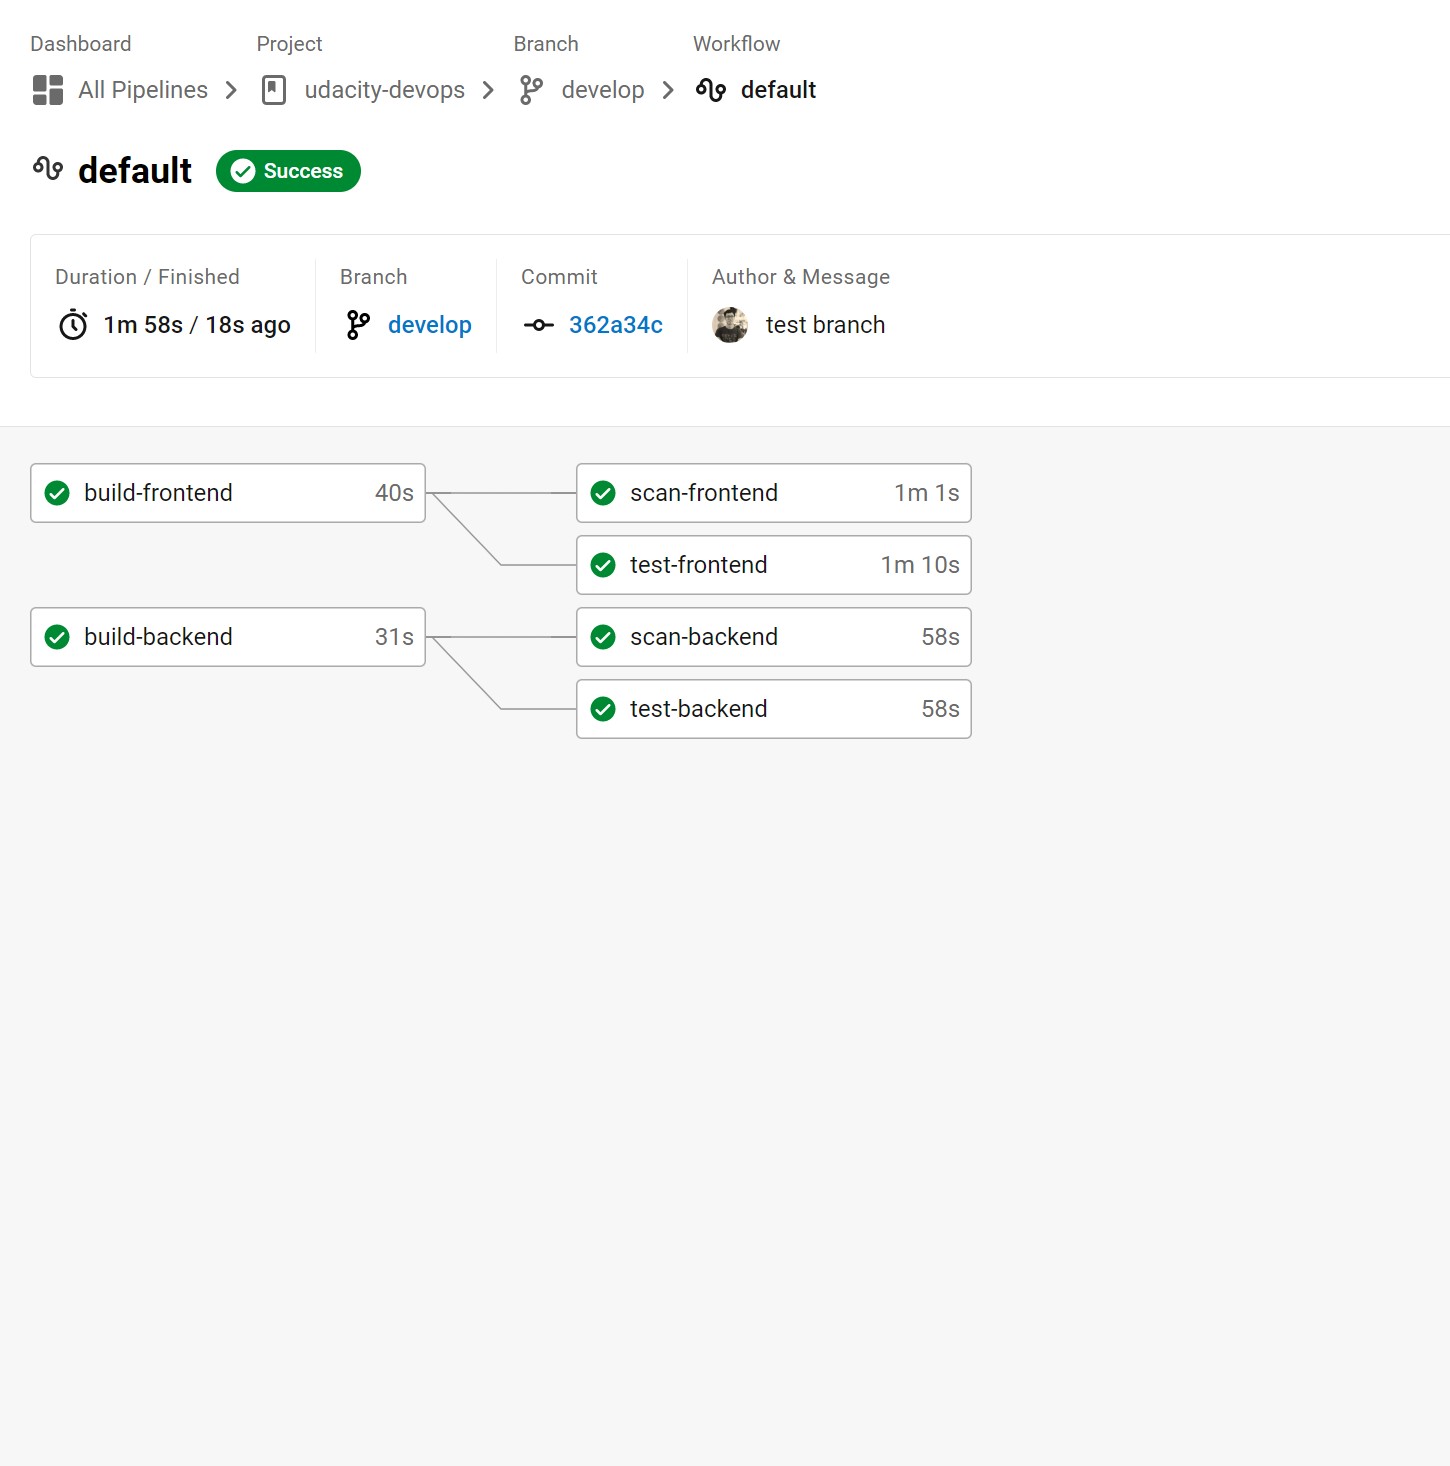 Dashboard Project Branch Workflow
All Pipelines udacity-devops develop default
default Success
Duration / Finished Branch Commit Author & Message
1m 58s / 18s ago develop 362a34c test branch
build-frontend 40s scan-frontend 1m 1s
test-frontend 1m 10s
build-backend 31s scan-backend 58s
test-backend 58s